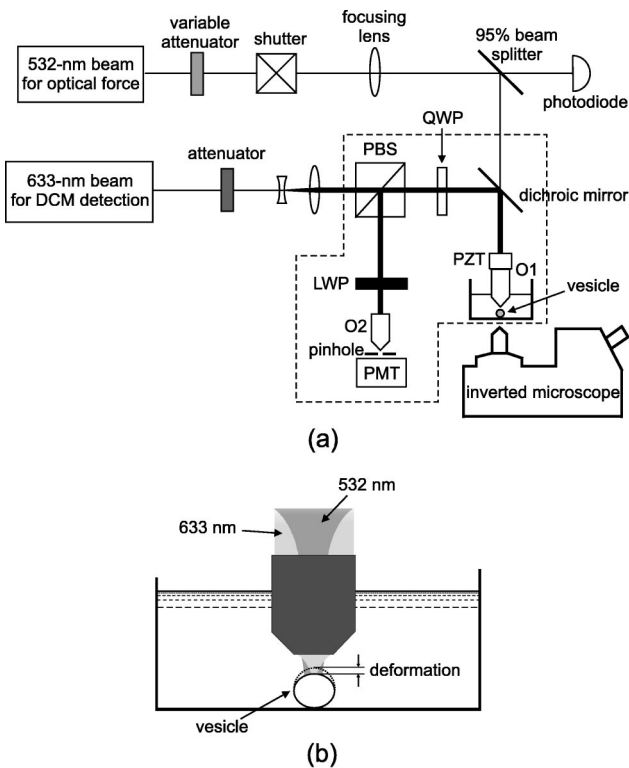 variable
attenuator
shutter
focusing
lens
95% beam
splitter
532-nm beam
for optical force
photodiode
QWP
PBS
attenuator
633-nm beam
for DCM detection
dichroic mirror
PZT
O1
LWP
vesicle
O2
pinhole
PMT
inverted microscope
(a)
532 nm
633 nm
deformation
vesicle
(b)